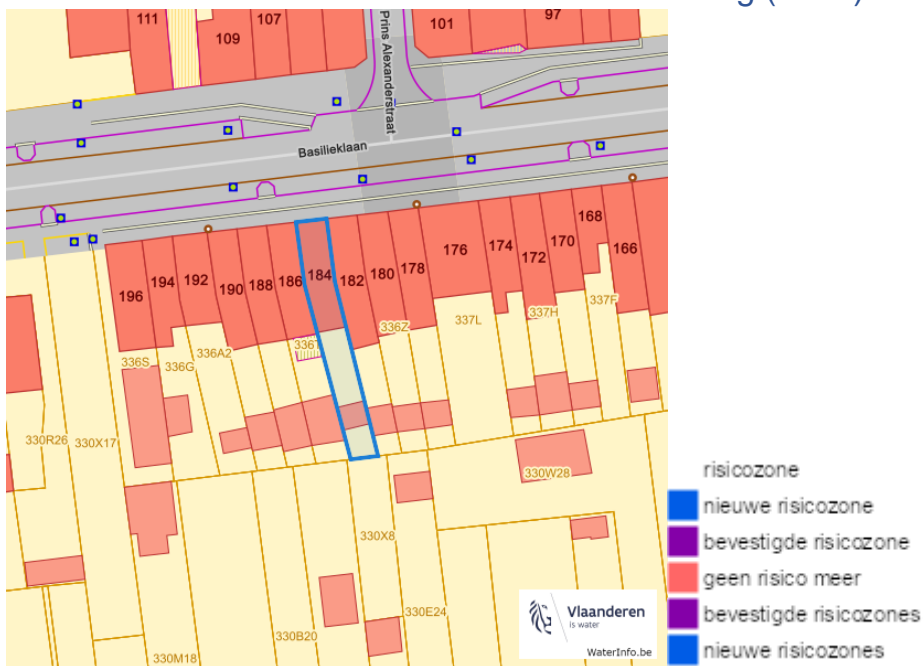 111
109
107
101
97
Prins Alexanderstraat
Basilieklaan
196
194
192
190
188
186
184
182
180
178
176
174
172
170
168
166
336S
336G
336A2
336Z
337L
337H
337F
330R26
330X17
330W28
330X8
330E24
330B20
330M18
Vlaanderen
is water
WaterInfo.be
risicozone
nieuwe risicozone
bevestigde risicozone
geen risico meer
bevestigde risicozones
nieuwe risicozones